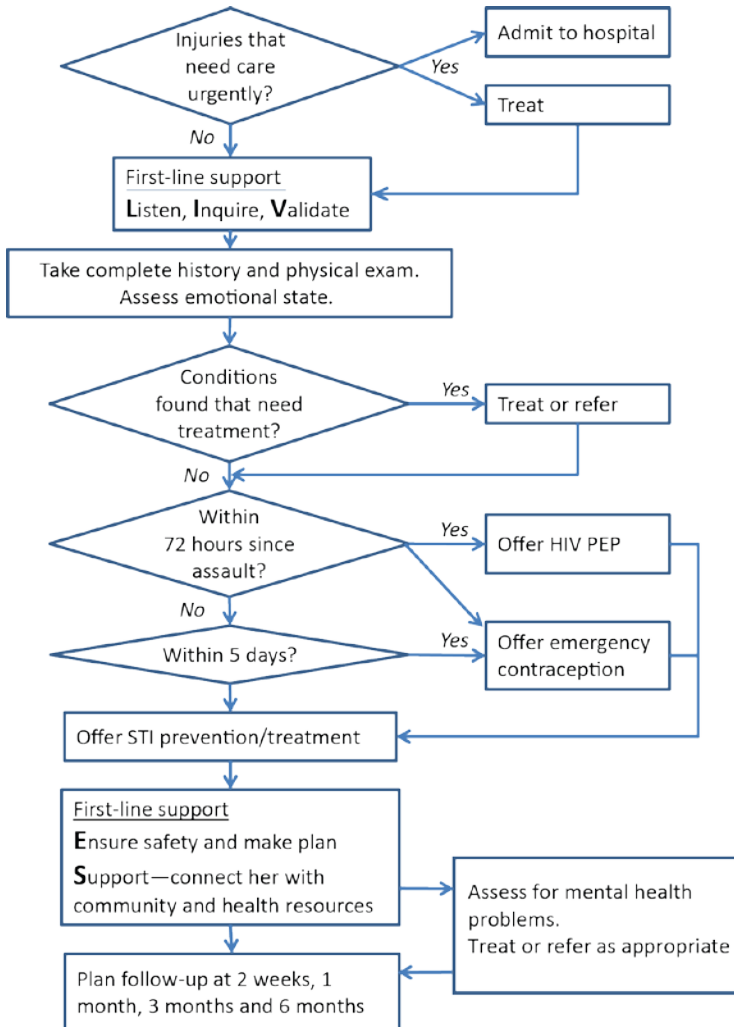 Injuries that
need care
urgently?
Yes
Admit to hospital
Treat
No
First-line support
Listen, Inquire, Validate
Take complete history and physical exam.
Assess emotional state.
Conditions
found that need
treatment?
Yes
Treat or refer
No
Within
72 hours since
assault?
Yes
Offer HIV PEP
No
Within 5 days?
Yes
Offer emergency
contraception
Offer STI prevention/treatment
First-line support
Ensure safety and make plan
Support—connect her with
community and health resources
Assess for mental health
problems.
Treat or refer as appropriate
Plan follow-up at 2 weeks, 1
month, 3 months and 6 months